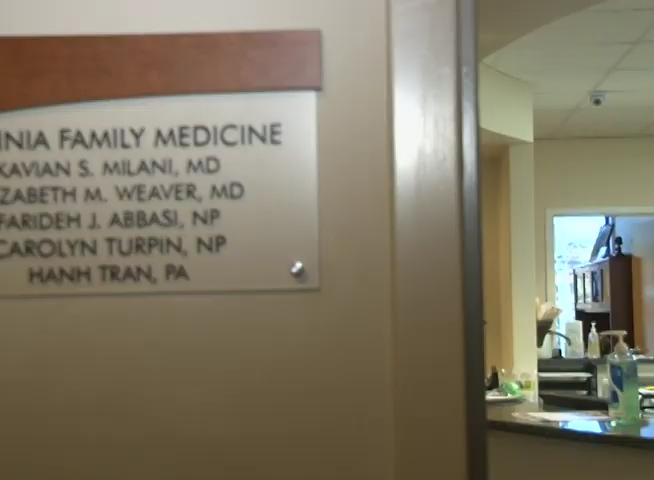 INIA FAMILY MEDICINE
KAVIAN S. MILANI, MD
ZABETH M. WEAVER, MD
FARIDEH J. ABBASI, NP
CAROLYN TURPIN, NP
HANH TRAN, PA